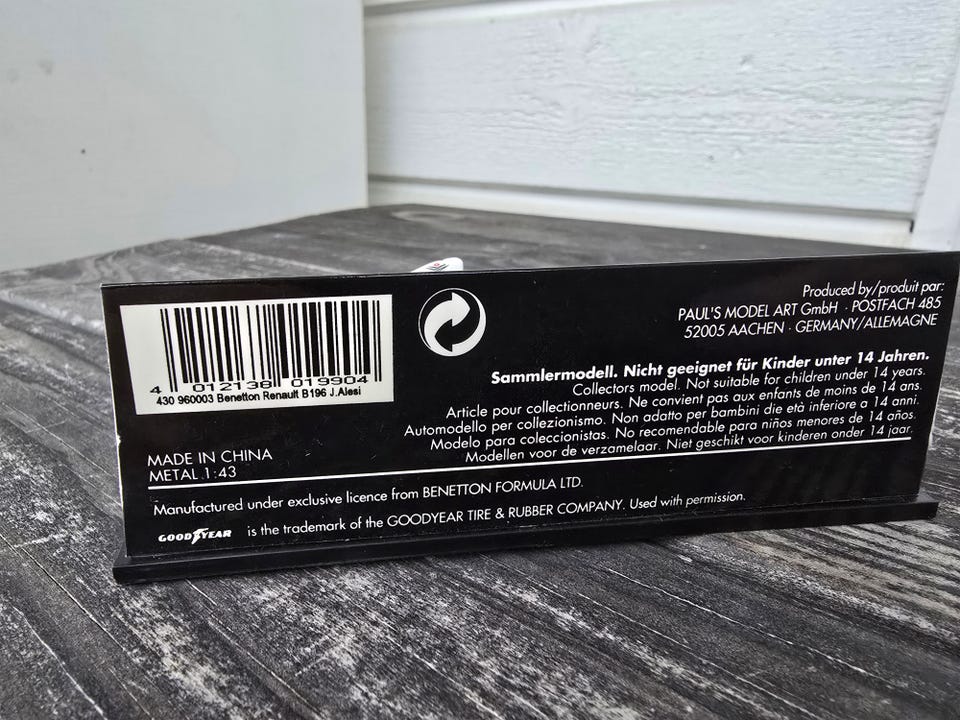 4 012138 019904
430 960003 Benetton Renault B196 J.Alesi
Produced by/produit par:
PAUL'S MODEL ART GmbH · POSTFACH 485
52005 AACHEN · GERMANY/ALLEMAGNE
Sammlermodell. Nicht geeignet für Kinder unter 14 Jahren.
Collectors model. Not suitable for children under 14 years.
Article pour collectionneurs. Ne convient pas aux enfants de moins de 14 ans.
Automodello per collezionismo. Non adatto per bambini die età inferiore a 14 anni.
Modelo para coleccionistas. No recomendable para niños menores de 14 años.
Modellen voor de verzamelaar. Niet geschikt voor kinderen onder 14 jaar.
MADE IN CHINA
METAL 1:43
Manufactured under exclusive licence from BENETTON FORMULA LTD.
GOODYEAR is the trademark of the GOODYEAR TIRE & RUBBER COMPANY. Used with permission.